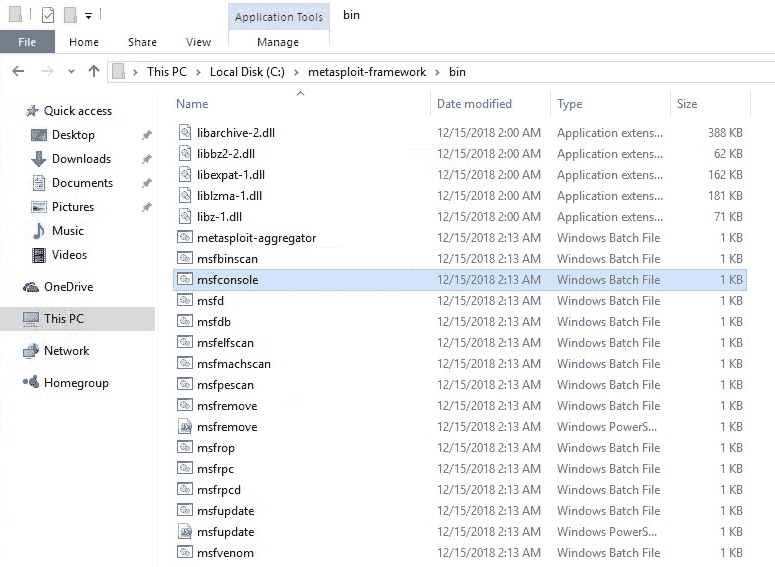 Application Tools bin
File Home Share View Manage
This PC Local Disk (C:) metasploit-framework bin
Quick access
Desktop
Downloads
Documents
Pictures
Music
Videos
OneDrive
This PC
Network
Homegroup
Name Date modified Type Size
libarchive-2.dll 12/15/2018 2:00 AM Application extens... 388 KB
libbz2-2.dll 12/15/2018 2:00 AM Application extens... 62 KB
libexpat-1.dll 12/15/2018 2:00 AM Application extens... 162 KB
liblzma-1.dll 12/15/2018 2:00 AM Application extens... 181 KB
libz-1.dll 12/15/2018 2:00 AM Application extens... 71 KB
metasploit-aggregator 12/15/2018 2:13 AM Windows Batch File 1 KB
msfbinscan 12/15/2018 2:13 AM Windows Batch File 1 KB
msfconsole 12/15/2018 2:13 AM Windows Batch File 1 KB
msfd 12/15/2018 2:13 AM Windows Batch File 1 KB
msfdb 12/15/2018 2:13 AM Windows Batch File 1 KB
msfelfscan 12/15/2018 2:13 AM Windows Batch File 1 KB
msfmachscan 12/15/2018 2:13 AM Windows Batch File 1 KB
msfpescan 12/15/2018 2:13 AM Windows Batch File 1 KB
msfremove 12/15/2018 2:13 AM Windows Batch File 1 KB
msfremove 12/15/2018 2:13 AM Windows PowerS... 1 KB
msfrop 12/15/2018 2:13 AM Windows Batch File 1 KB
msfrpc 12/15/2018 2:13 AM Windows Batch File 1 KB
msfrpcd 12/15/2018 2:13 AM Windows Batch File 1 KB
msfupdate 12/15/2018 2:13 AM Windows Batch File 1 KB
msfupdate 12/15/2018 2:13 AM Windows PowerS... 1 KB
msfvenom 12/15/2018 2:13 AM Windows Batch File 1 KB